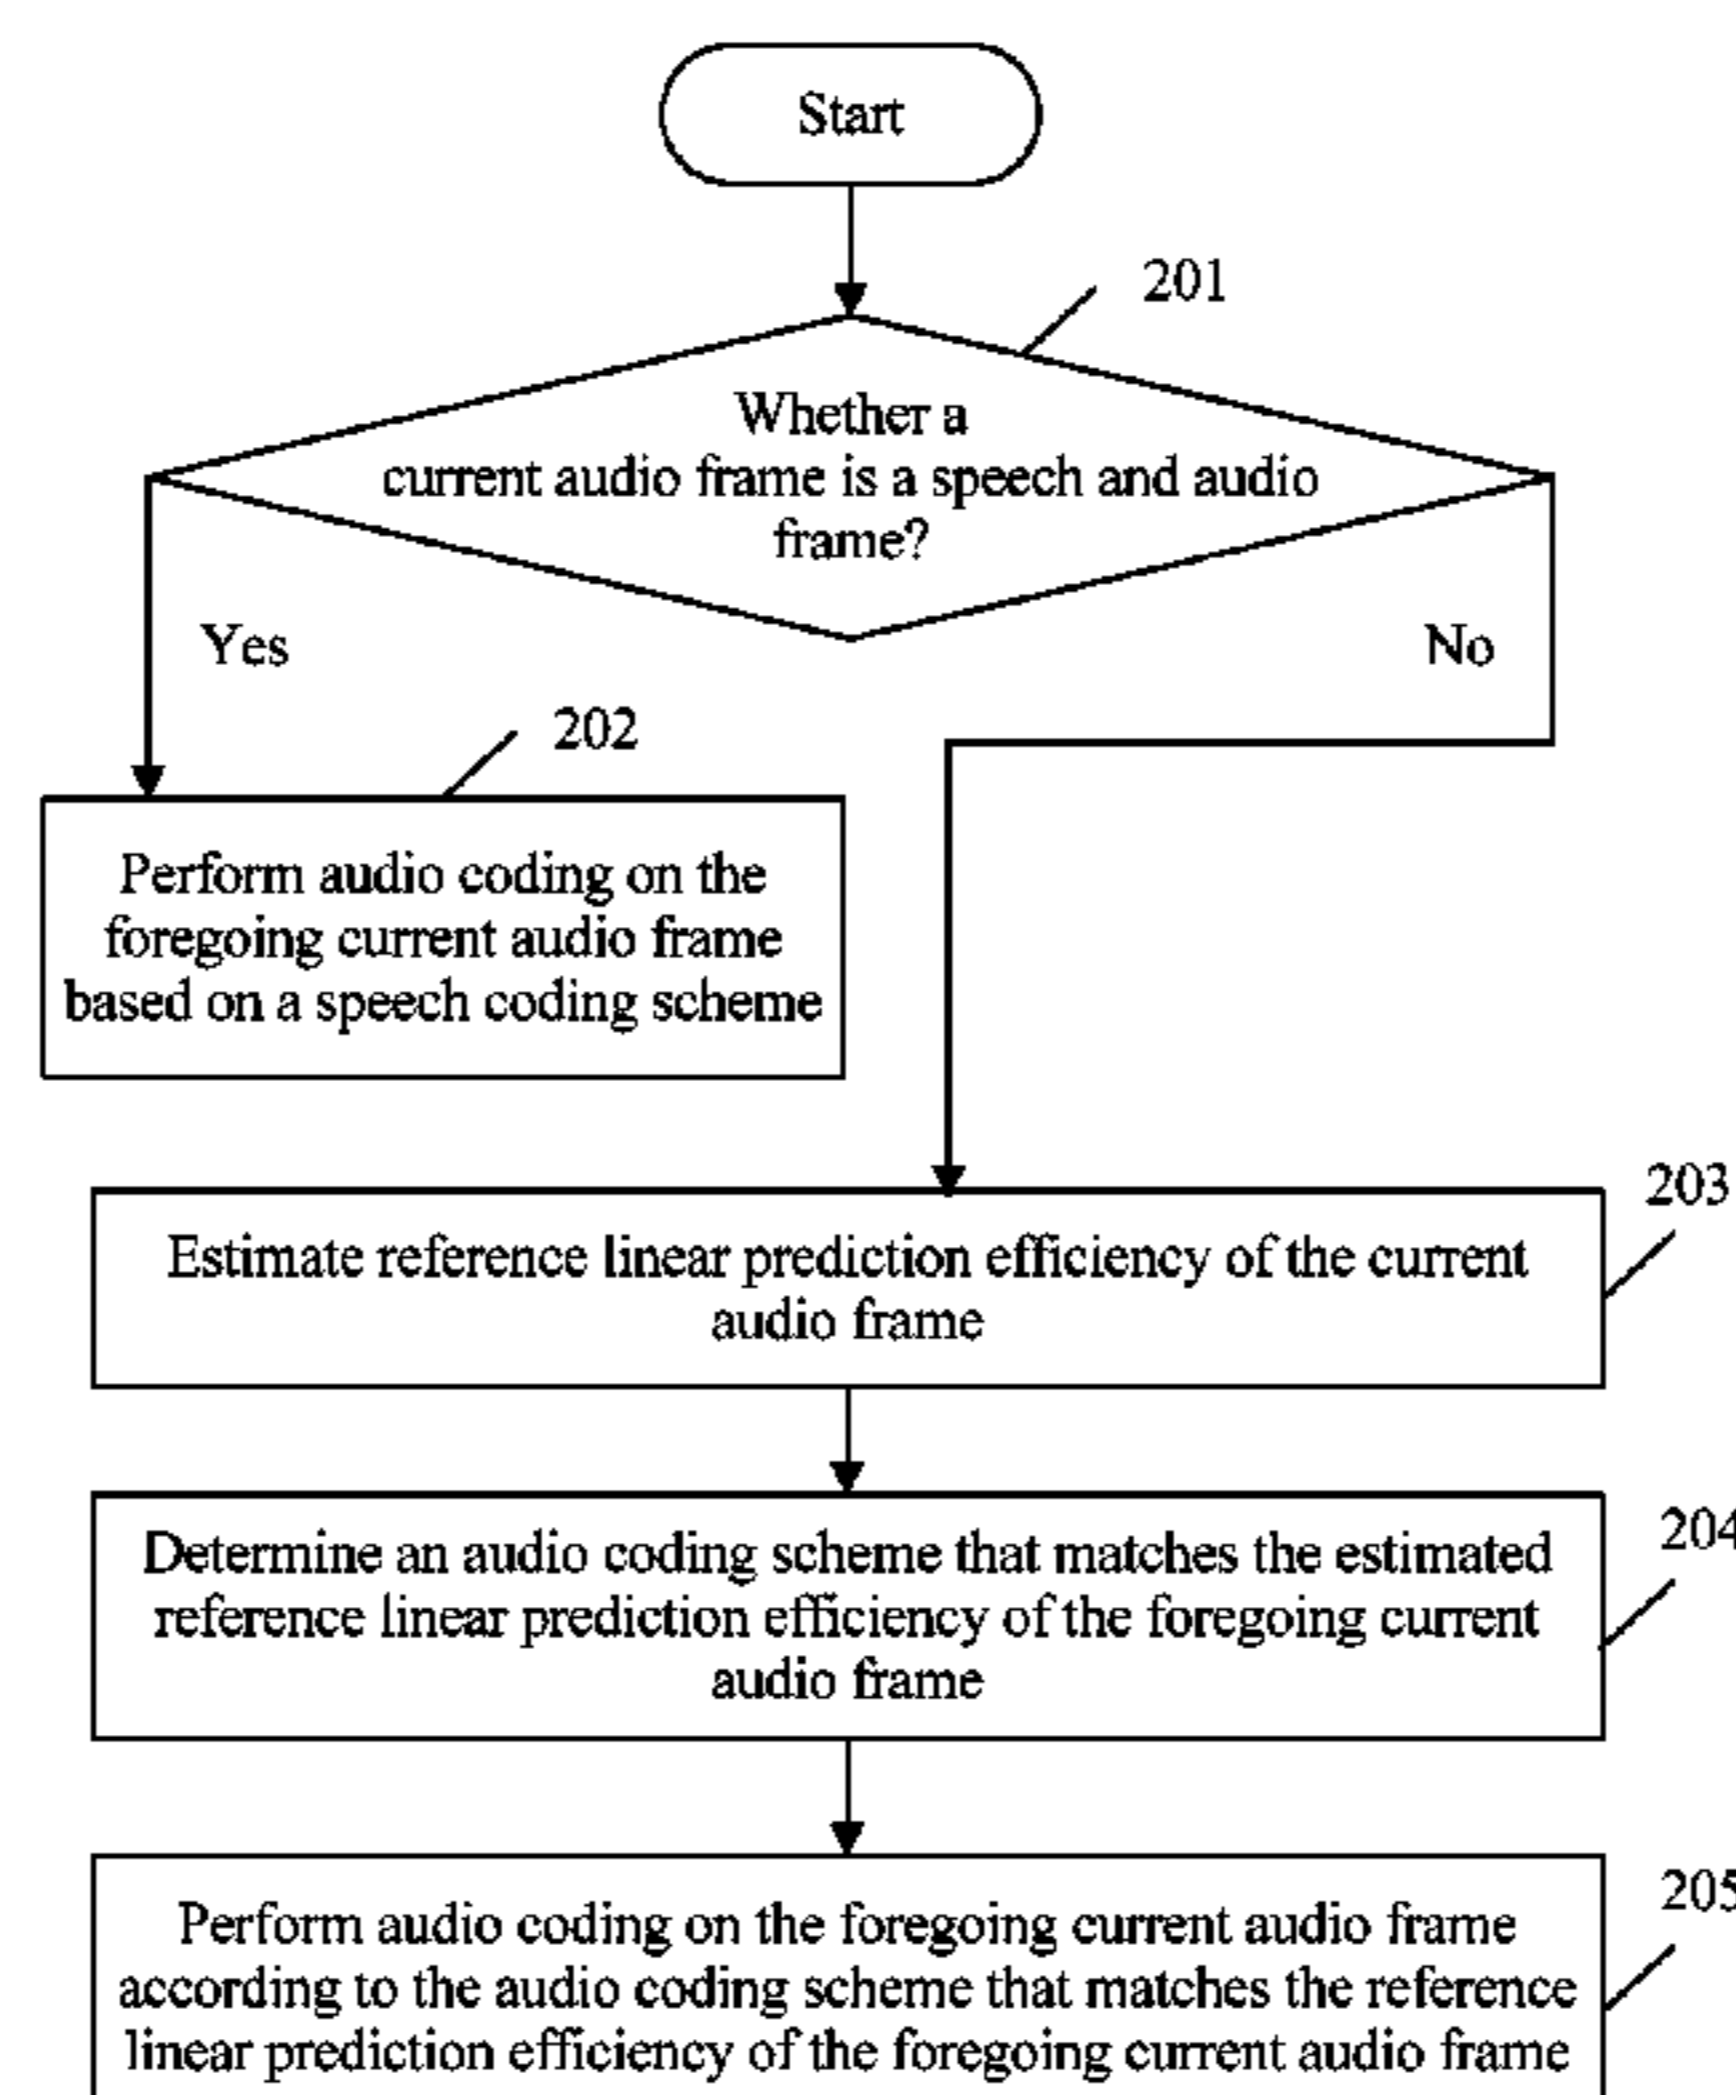 Start
201
Whether a
current audio frame is a speech and audio
frame?
Yes
No
202
Perform audio coding on the
foregoing current audio frame
based on a speech coding scheme
203
Estimate reference linear prediction efficiency of the current
audio frame
204
Determine an audio coding scheme that matches the estimated
reference linear prediction efficiency of the foregoing current
audio frame
205
Perform audio coding on the foregoing current audio frame
according to the audio coding scheme that matches the reference
linear prediction efficiency of the foregoing current audio frame